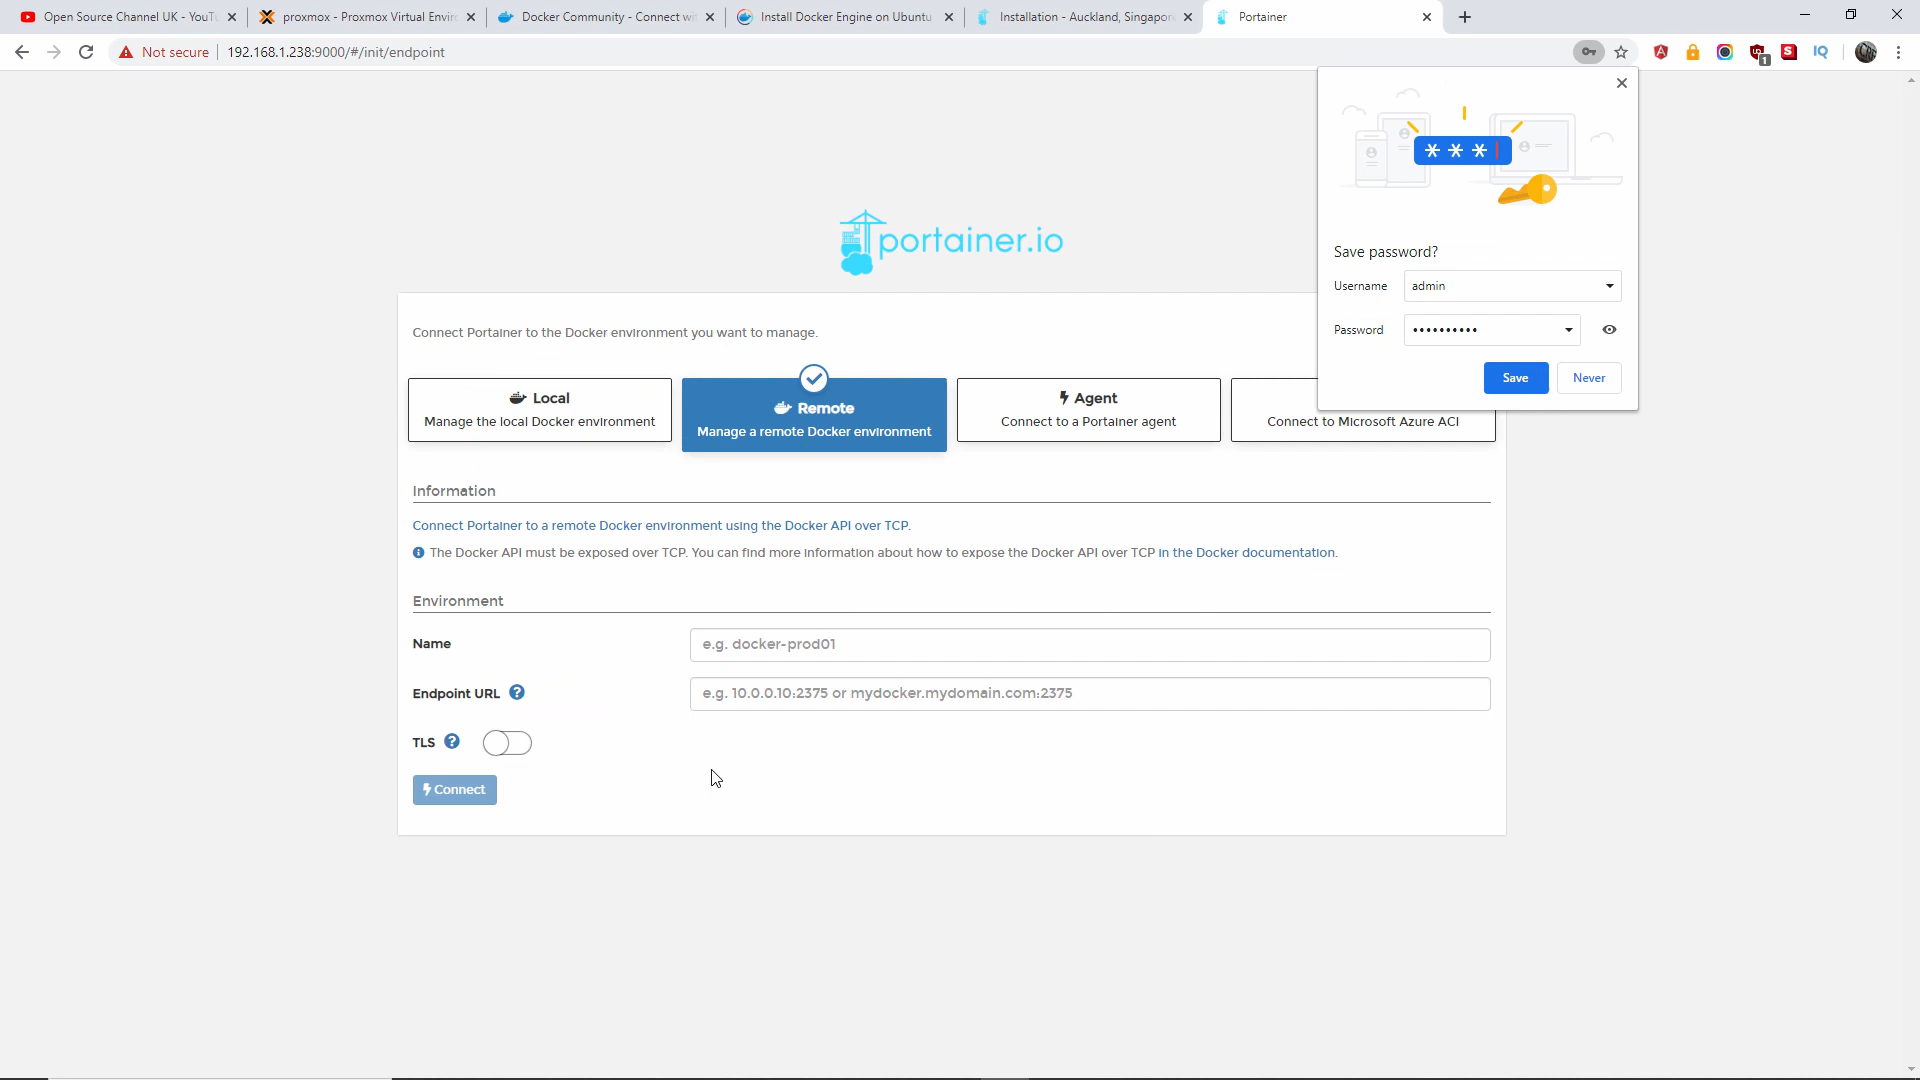 Open Source Channel UK - YouTu
proxmox - Proxmox Virtual Enviro
Docker Community - Connect wi
Install Docker Engine on Ubuntu
Installation - Auckland, Singapor
Portainer
Not secure
192.168.1.238:9000/#/init/endpoint
1
IQ
* * *
Save password?
Username
admin
Password
••••••••••
Save
Never
portainer.io
Connect Portainer to the Docker environment you want to manage.
Local
Manage the local Docker environment
Remote
Manage a remote Docker environment
Agent
Connect to a Portainer agent
Connect to Microsoft Azure ACI
Information
Connect Portainer to a remote Docker environment using the Docker API over TCP.
The Docker API must be exposed over TCP. You can find more information about how to expose the Docker API over TCP in the Docker documentation.
Environment
Name
e.g. docker-prod01
Endpoint URL
e.g. 10.0.0.10:2375 or mydocker.mydomain.com:2375
TLS
Connect